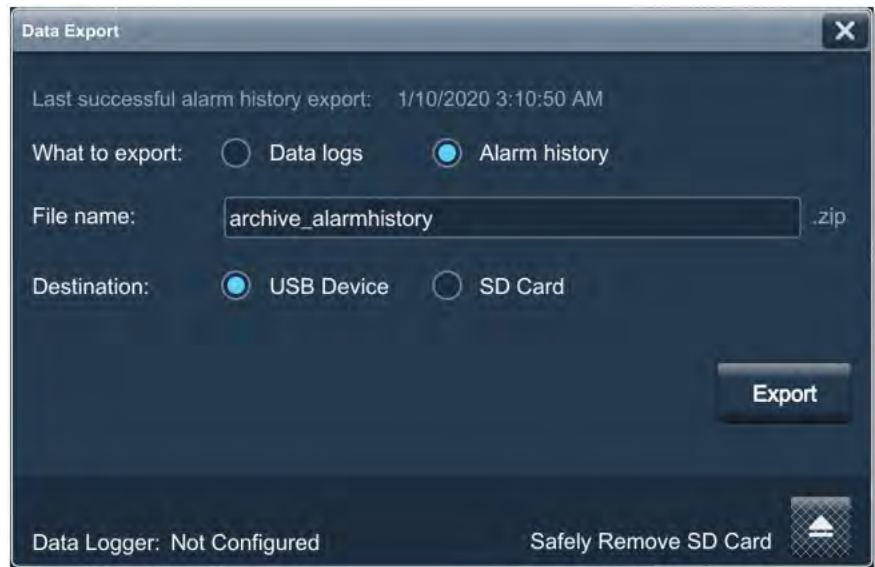 Data Export
Last successful alarm history export: 1/10/2020 3:10:50 AM
What to export: Data logs Alarm history
File name: archive_alarmhistory .zip
Destination: USB Device SD Card
Export
Data Logger: Not Configured Safely Remove SD Card